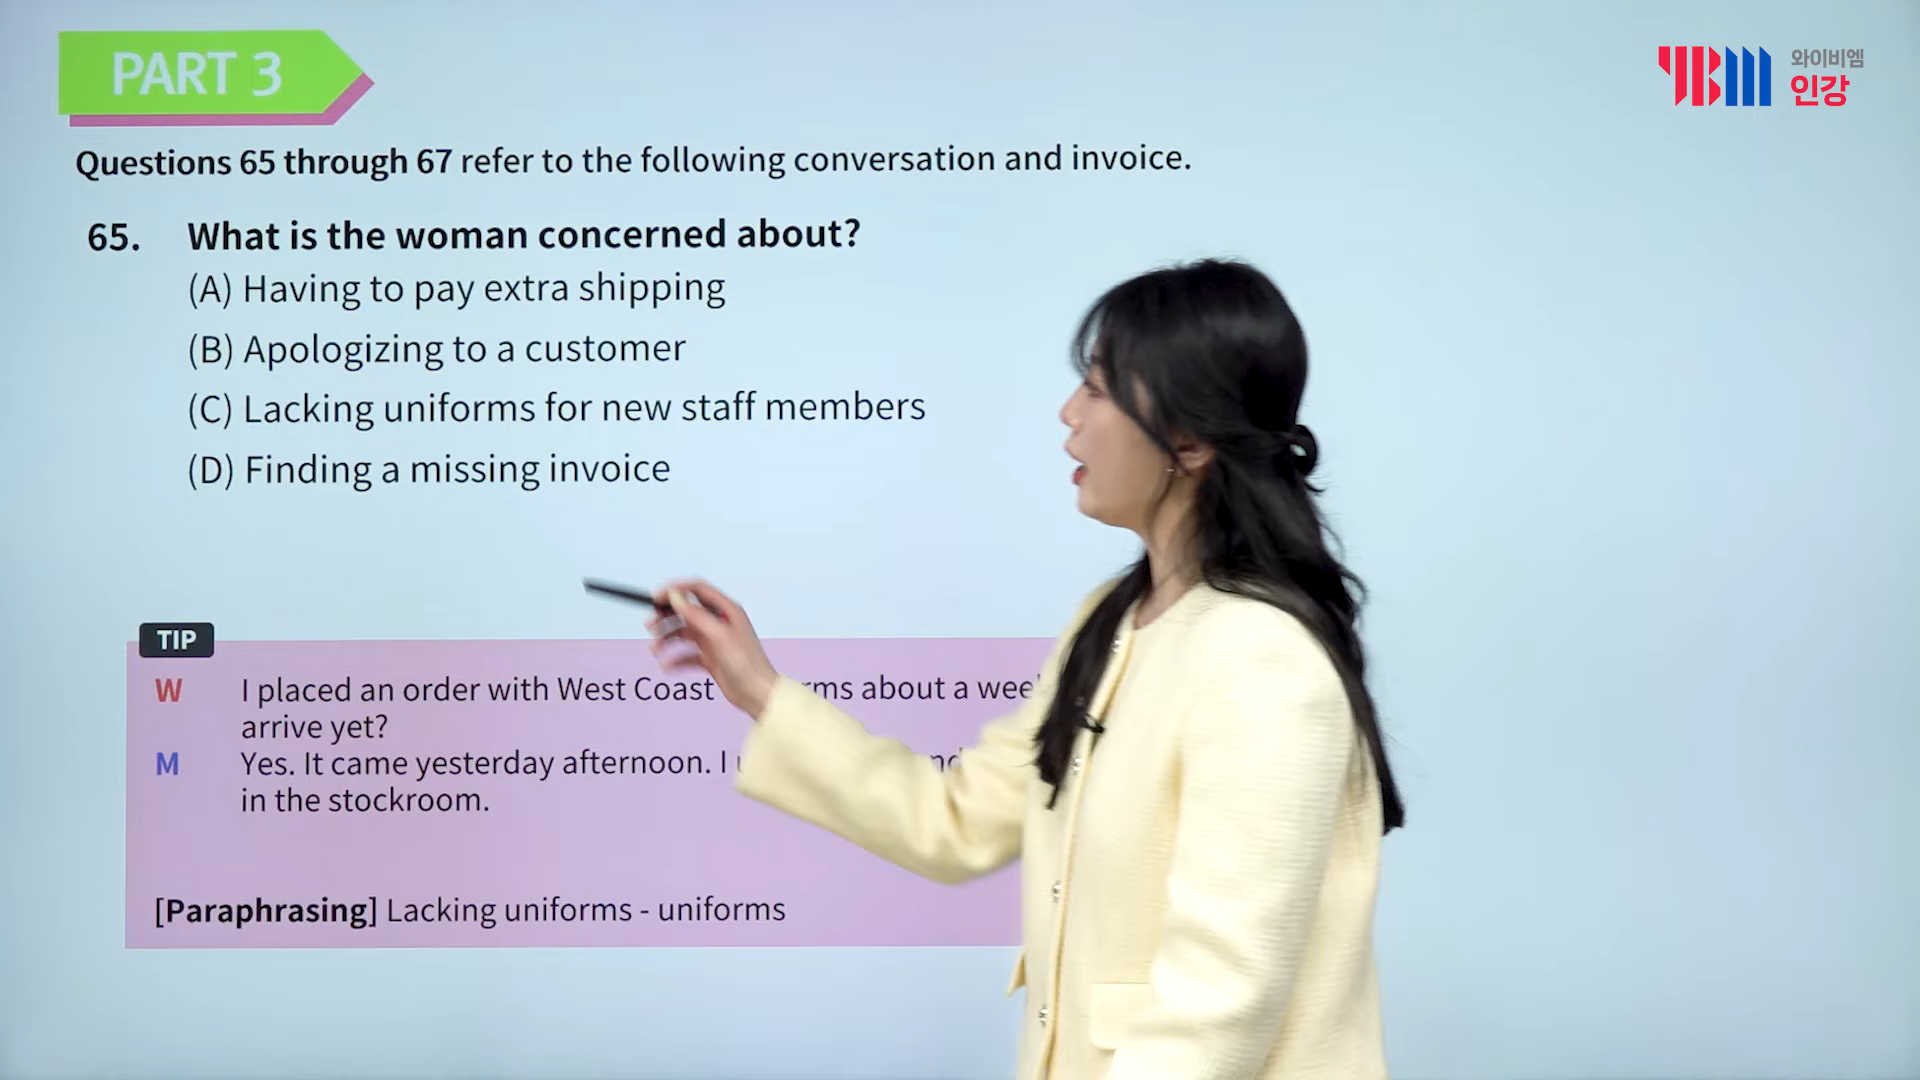 PART 3
YBM 와이비엠
인강
Questions 65 through 67 refer to the following conversation and invoice.
65. What is the woman concerned about?
(A) Having to pay extra shipping
(B) Apologizing to a customer
(C) Lacking uniforms for new staff members
(D) Finding a missing invoice
TIP
W I placed an order with West Coast about a
arrive yet?
M Yes. It came yesterday afternoon. I
in the stockroom.
[Paraphrasing] Lacking uniforms - uniforms